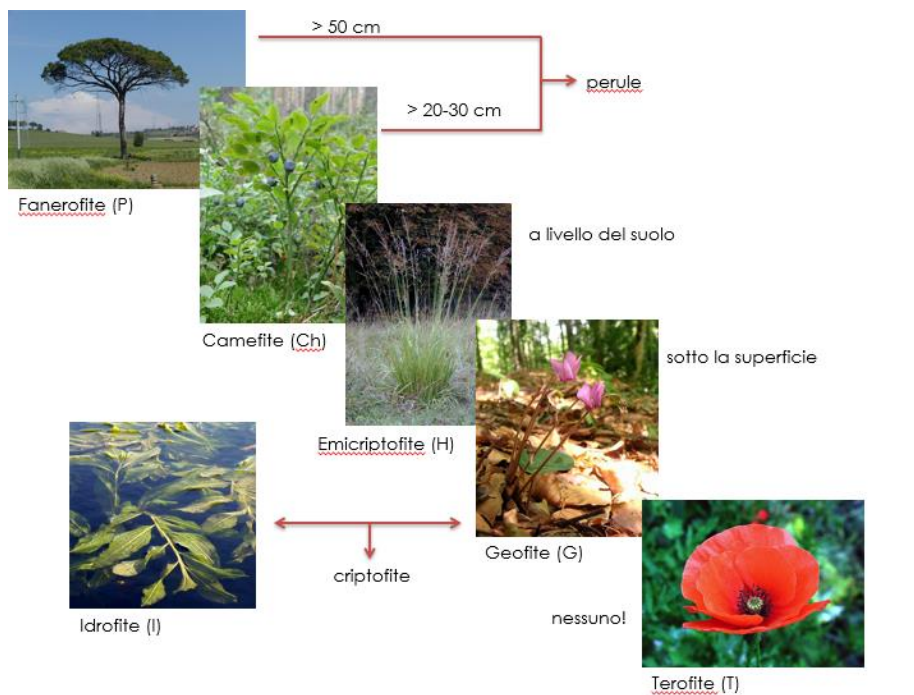 > 50 cm
perule
> 20-30 cm
Fanerofite (P)
a livello del suolo
Camefite (Ch)
sotto la superficie
Emicriptofite (H)
Geofite (G)
criptofite
nessuno!
Idrofite (I)
Terofite (T)